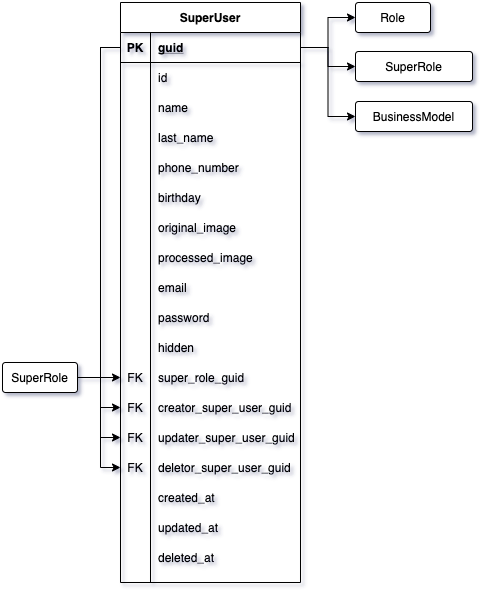 SuperUser
Role
PK guid
SuperRole
id
name
BusinessModel
last_name
phone_number
birthday
original_image
processed_image
email
password
hidden
SuperRole
FK super_role_guid
FK creator_super_user_guid
FK updater_super_user_guid
FK deletor_super_user_guid
created_at
updated_at
deleted_at